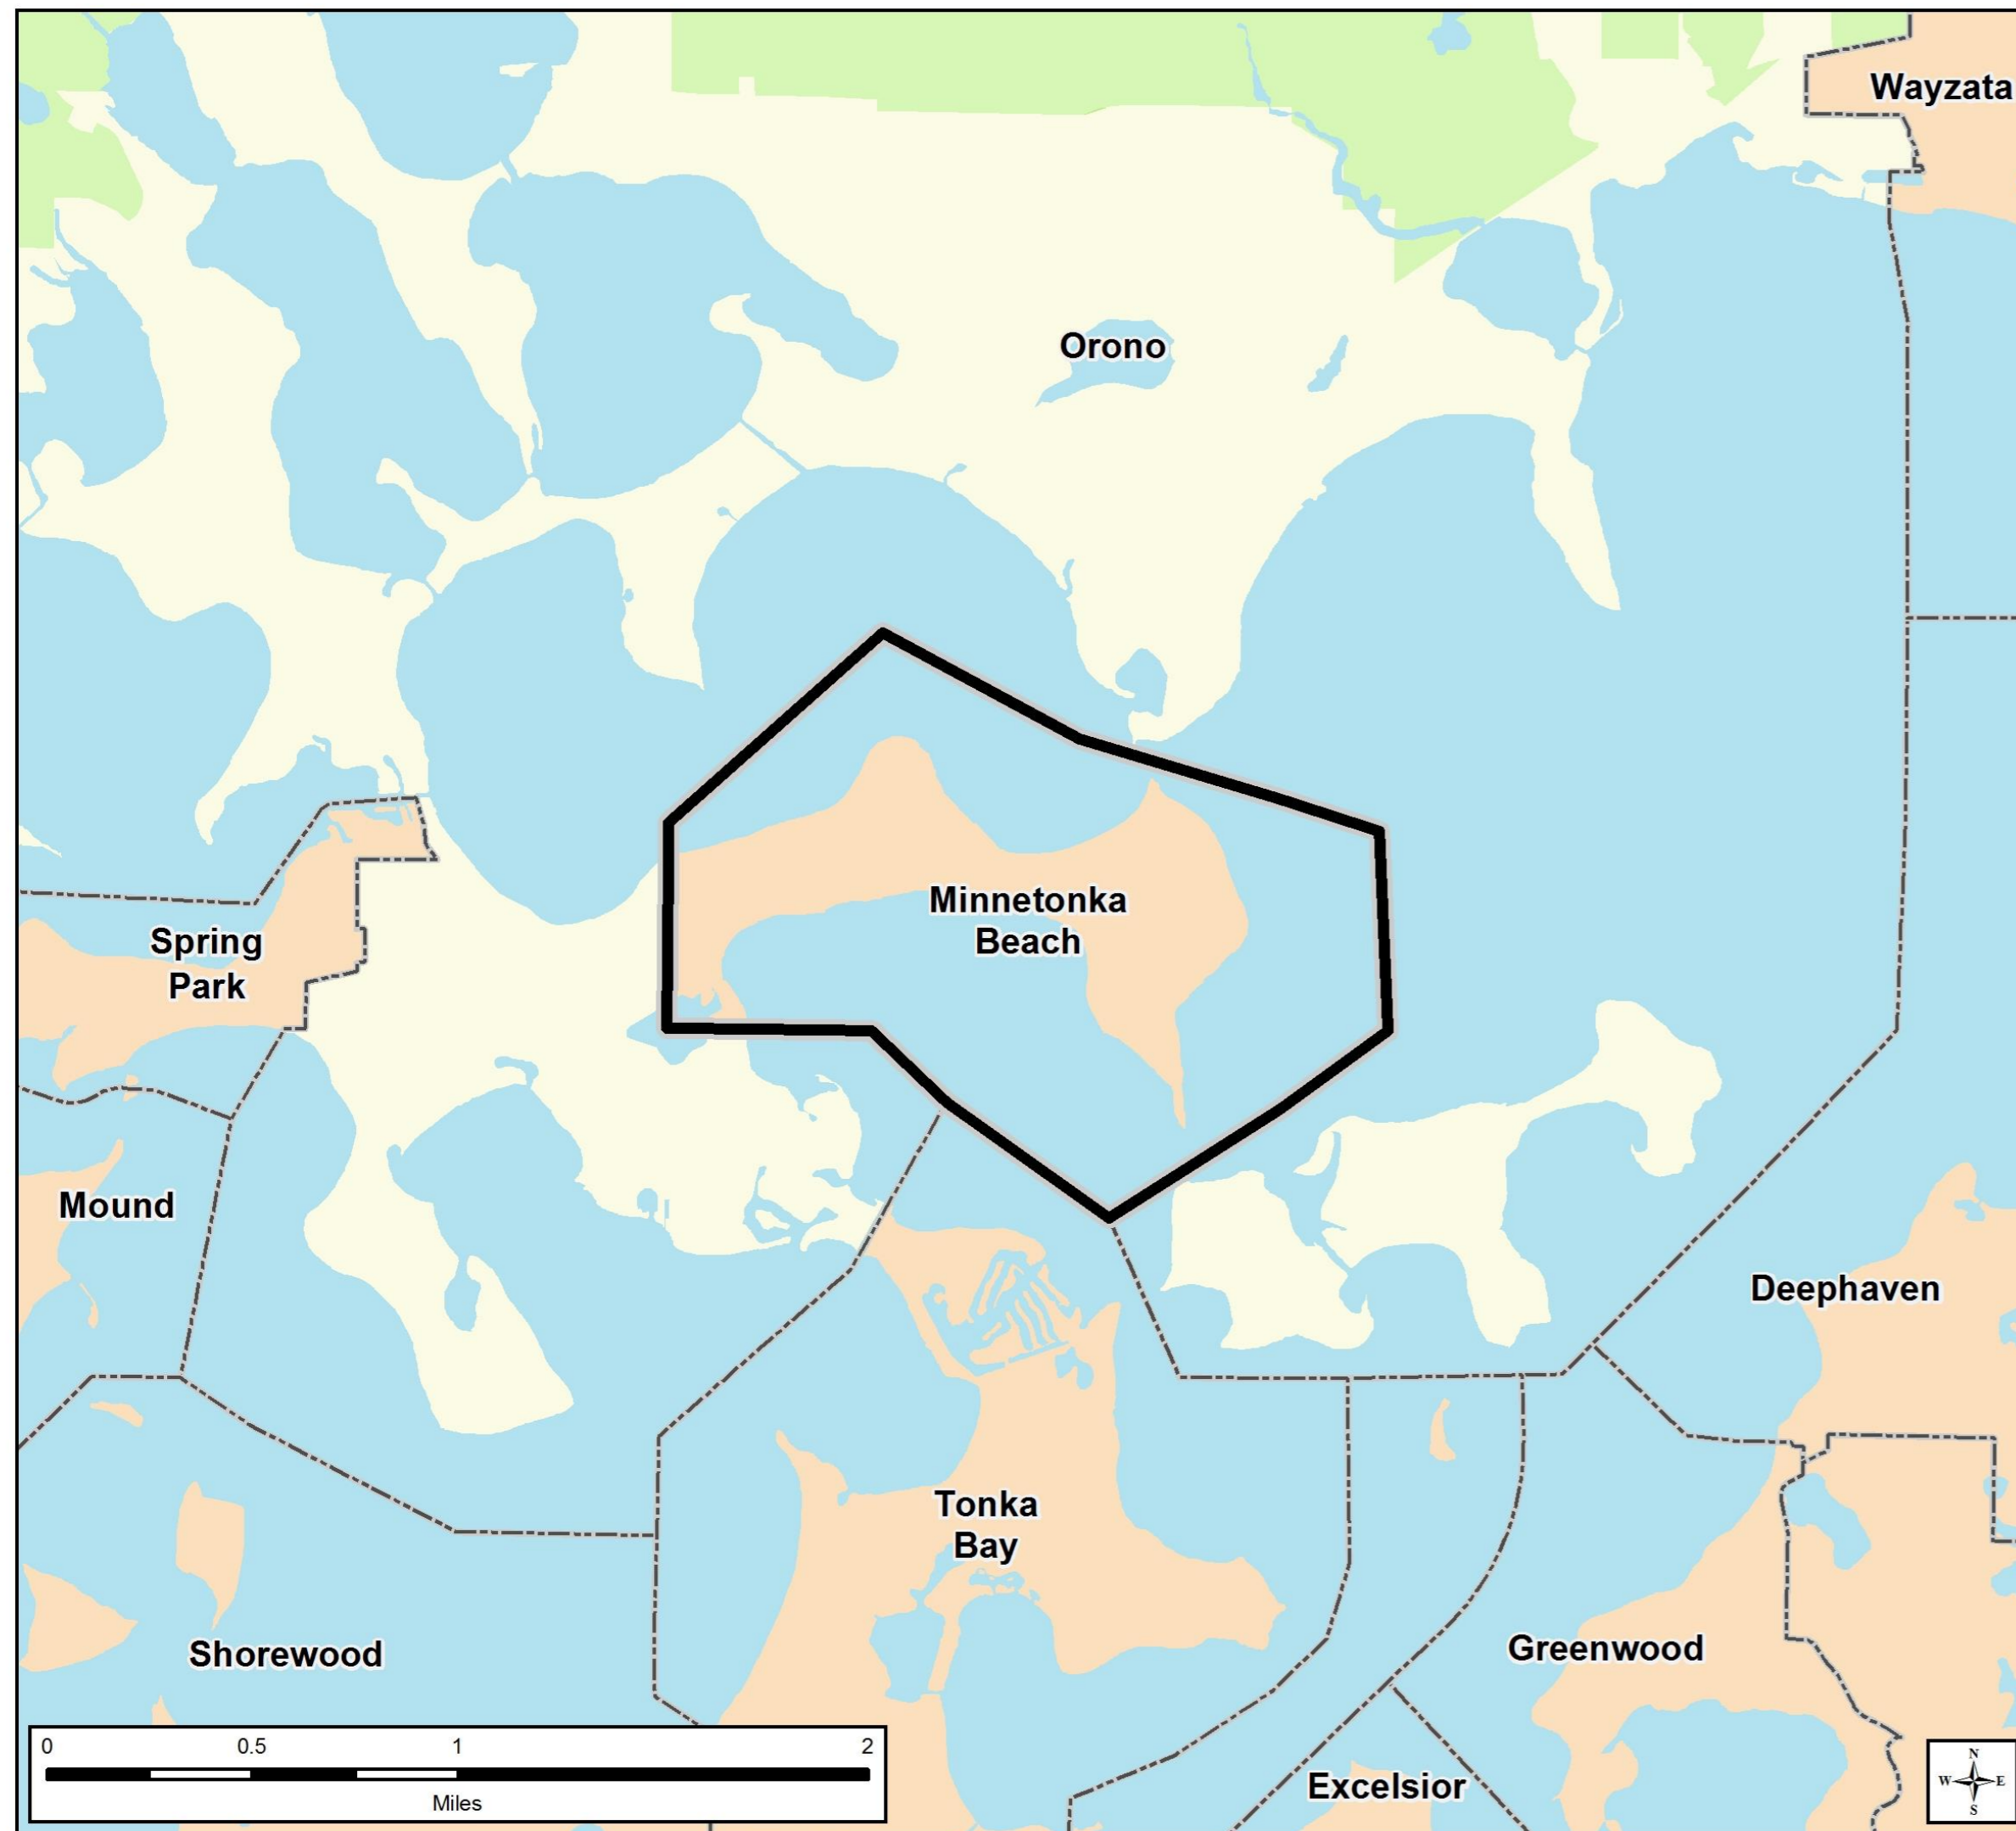 Wayzata
Orono
Minnetonka
Beach
Spring
Park
Mound
Deephaven
Tonka
Bay
Shorewood
Greenwood
Excelsior
0 0.5 1 2
Miles
N
W E
S